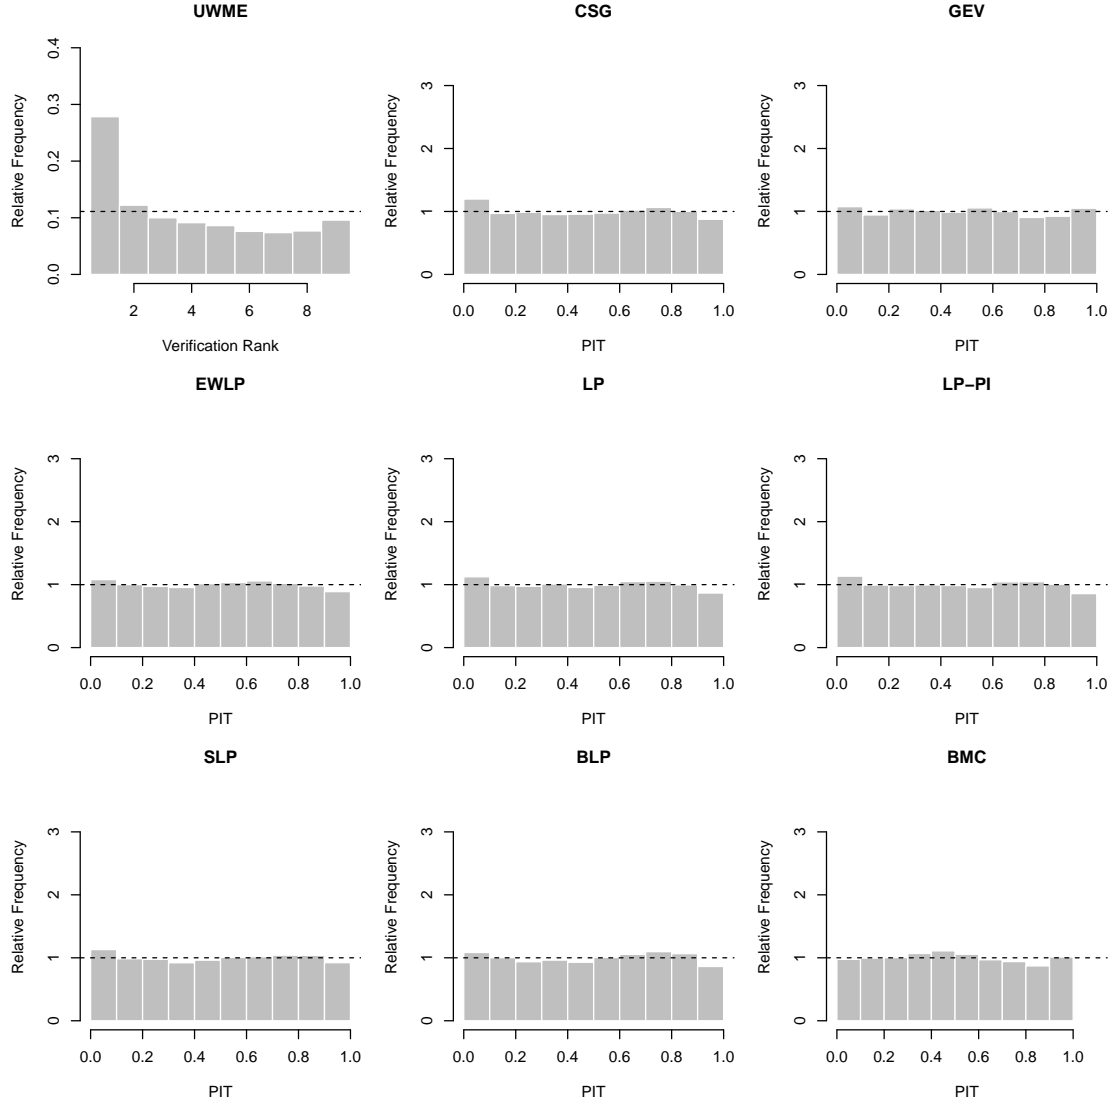 UWME
Relative Frequency
0.0 0.1 0.2 0.3 0.4
2 4 6 8
Verification Rank
CSG
Relative Frequency
0 1 2 3
0.0 0.2 0.4 0.6 0.8 1.0
PIT
GEV
Relative Frequency
0 1 2 3
0.0 0.2 0.4 0.6 0.8 1.0
PIT
EWLP
Relative Frequency
0 1 2 3
0.0 0.2 0.4 0.6 0.8 1.0
PIT
LP
Relative Frequency
0 1 2 3
0.0 0.2 0.4 0.6 0.8 1.0
PIT
LP−PI
Relative Frequency
0 1 2 3
0.0 0.2 0.4 0.6 0.8 1.0
PIT
SLP
Relative Frequency
0 1 2 3
0.0 0.2 0.4 0.6 0.8 1.0
PIT
BLP
Relative Frequency
0 1 2 3
0.0 0.2 0.4 0.6 0.8 1.0
PIT
BMC
Relative Frequency
0 1 2 3
0.0 0.2 0.4 0.6 0.8 1.0
PIT